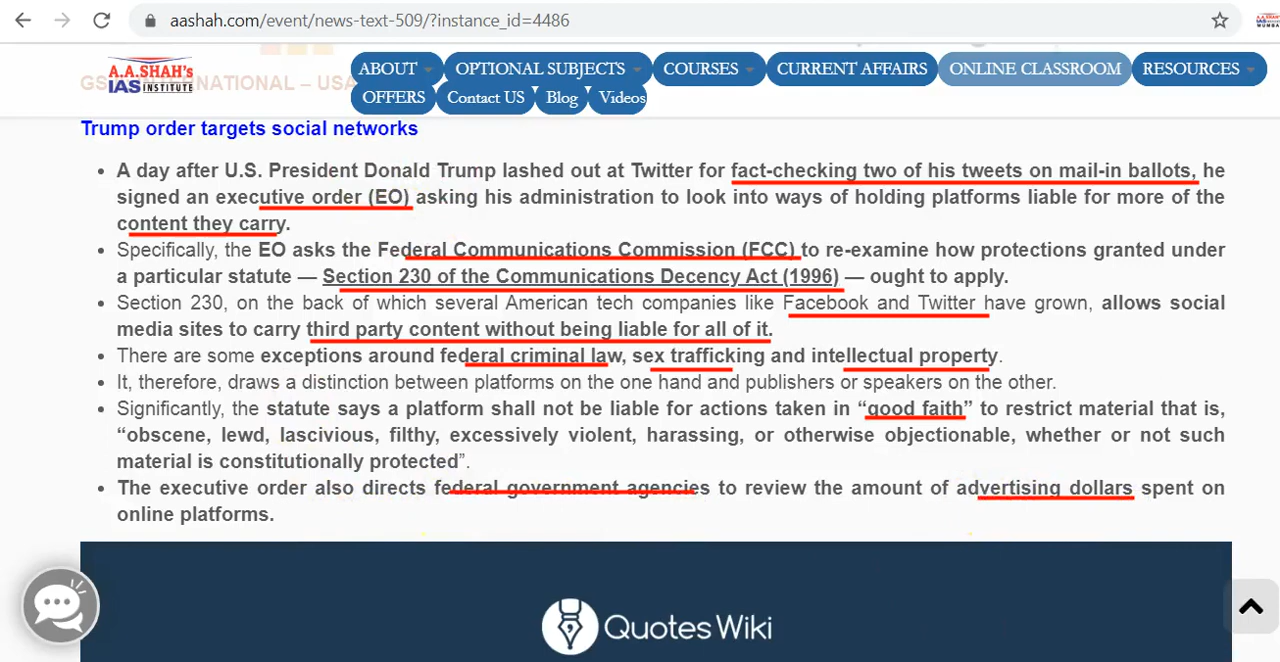 aashah.com/event/news-text-509/?instance_id=4486
A.A.SHAH's
IAS INSTITUTE
ABOUT
OPTIONAL SUBJECTS
COURSES
CURRENT AFFAIRS
ONLINE CLASSROOM
RESOURCES
OFFERS
Contact US
Blog
Videos
INTERNATIONAL – USA
Trump order targets social networks
• A day after U.S. President Donald Trump lashed out at Twitter for fact-checking two of his tweets on mail-in ballots, he
signed an executive order (EO) asking his administration to look into ways of holding platforms liable for more of the
content they carry.
• Specifically, the EO asks the Federal Communications Commission (FCC) to re-examine how protections granted under
a particular statute — Section 230 of the Communications Decency Act (1996) — ought to apply.
• Section 230, on the back of which several American tech companies like Facebook and Twitter have grown, allows social
media sites to carry third party content without being liable for all of it.
• There are some exceptions around federal criminal law, sex trafficking and intellectual property.
• It, therefore, draws a distinction between platforms on the one hand and publishers or speakers on the other.
• Significantly, the statute says a platform shall not be liable for actions taken in “good faith” to restrict material that is,
“obscene, lewd, lascivious, filthy, excessively violent, harassing, or otherwise objectionable, whether or not such
material is constitutionally protected”.
• The executive order also directs federal government agencies to review the amount of advertising dollars spent on
online platforms.
QuotesWiki